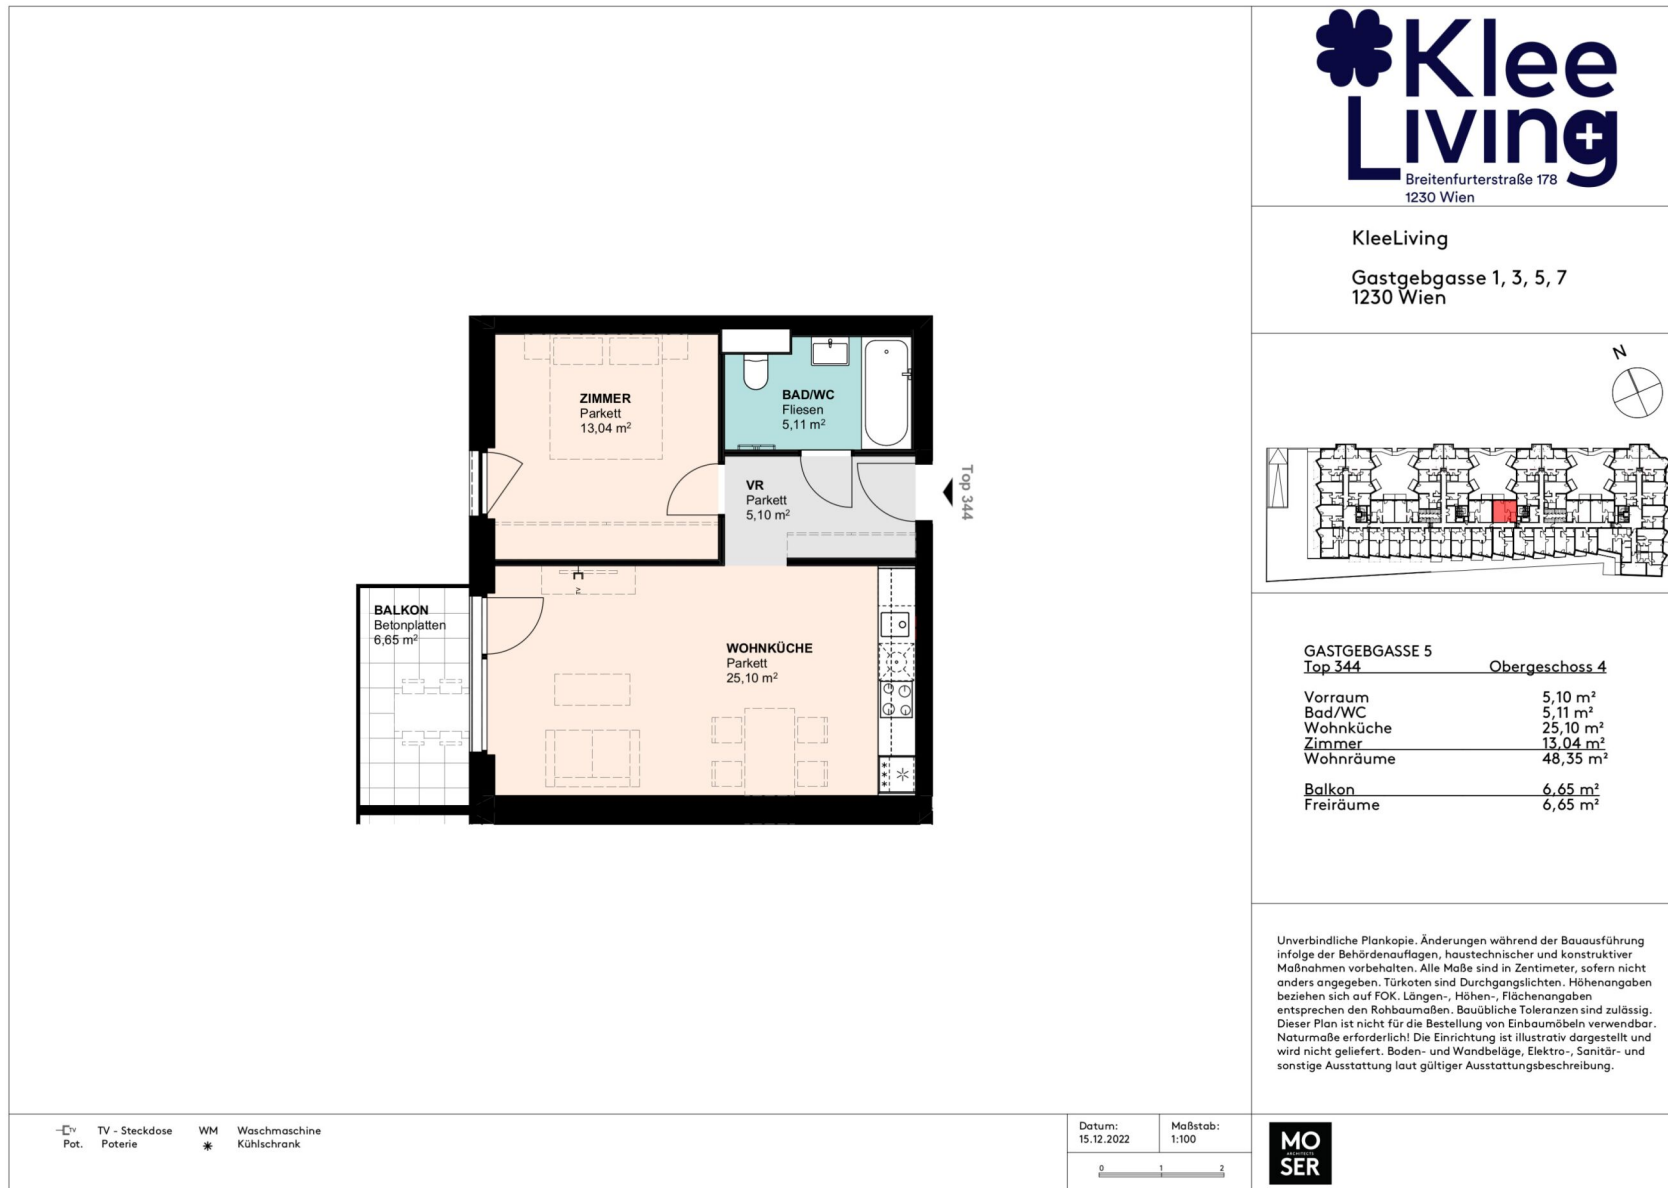 ZIMMER
Parkett
13,04 m²
BAD/WC
Fliesen
5,11 m²
VR
Parkett
5,10 m²
Top 344
BALKON
Betonplatten
6,65 m²
TV
WOHNKÜCHE
Parkett
25,10 m²
Klee
Living
Breitenfurterstraße 178
1230 Wien
KleeLiving
Gastgebgasse 1, 3, 5, 7
1230 Wien
N
GASTGEBGASSE 5
Top 344 Obergeschoss 4
Vorraum 5,10 m²
Bad/WC 5,11 m²
Wohnküche 25,10 m²
Zimmer 13,04 m²
Wohnräume 48,35 m²
Balkon 6,65 m²
Freiräume 6,65 m²
Unverbindliche Plankopie. Änderungen während der Bauausführung
infolge der Behördenauflagen, haustechnischer und konstruktiver
Maßnahmen vorbehalten. Alle Maße sind in Zentimeter, sofern nicht
anders angegeben. Türkoten sind Durchgangslichten. Höhenangaben
beziehen sich auf FOK. Längen-, Höhen-, Flächenangaben
entsprechen den Rohbaumaßen. Bauübliche Toleranzen sind zulässig.
Dieser Plan ist nicht für die Bestellung von Einbaumöbeln verwendbar.
Naturmaße erforderlich! Die Einrichtung ist illustrativ dargestellt und
wird nicht geliefert. Boden- und Wandbeläge, Elektro-, Sanitär- und
sonstige Ausstattung laut gültiger Ausstattungsbeschreibung.
TV TV - Steckdose WM Waschmaschine
Pot. Poterie Kühlschrank
Datum:
15.12.2022
Maßstab:
1:100
0 1 2
MO
ARCHITECTS
SER